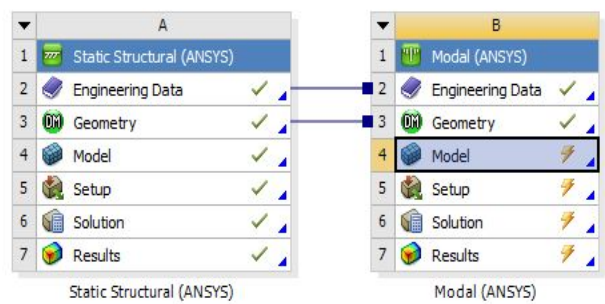 A
1 Static Structural (ANSYS)
2 Engineering Data
3 DM Geometry
4 Model
5 Setup
6 Solution
7 Results
Static Structural (ANSYS)
B
1 Modal (ANSYS)
2 Engineering Data
3 DM Geometry
4 Model
5 Setup
6 Solution
7 Results
Modal (ANSYS)